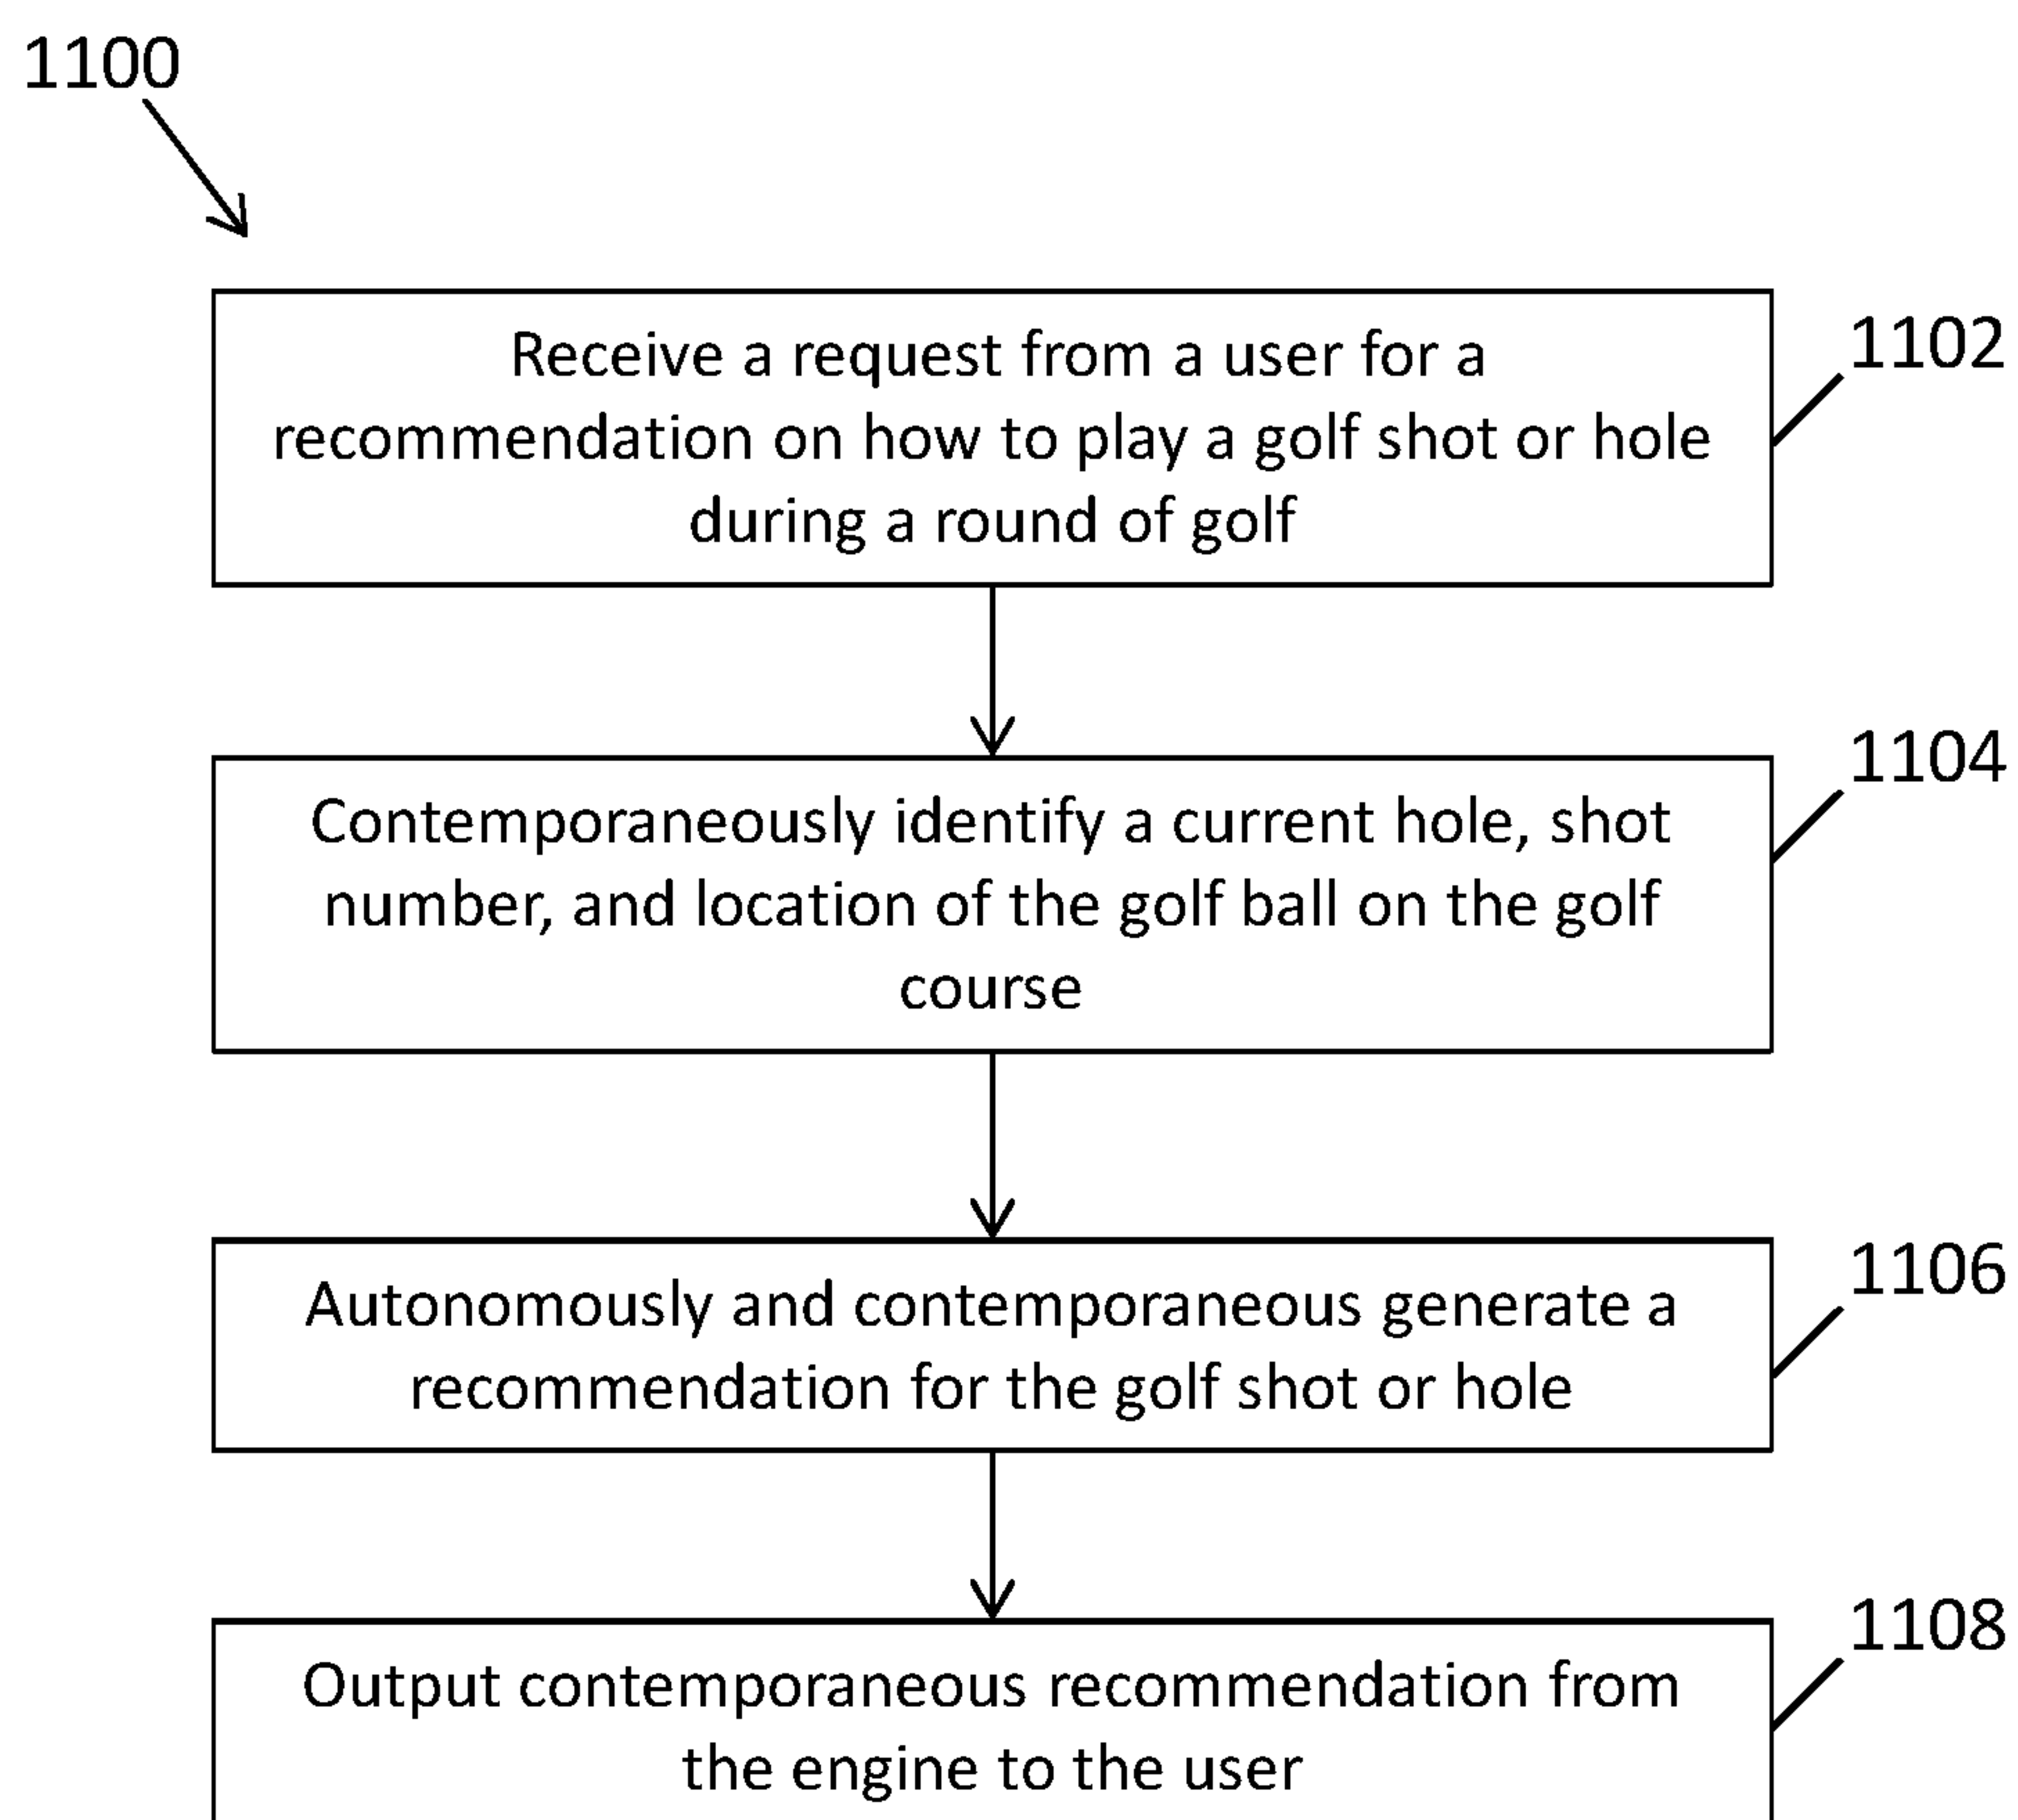 1100
Receive a request from a user for a
recommendation on how to play a golf shot or hole
during a round of golf
1102
Contemporaneously identify a current hole, shot
number, and location of the golf ball on the golf
course
1104
Autonomously and contemporaneous generate a
recommendation for the golf shot or hole
1106
Output contemporaneous recommendation from
the engine to the user
1108